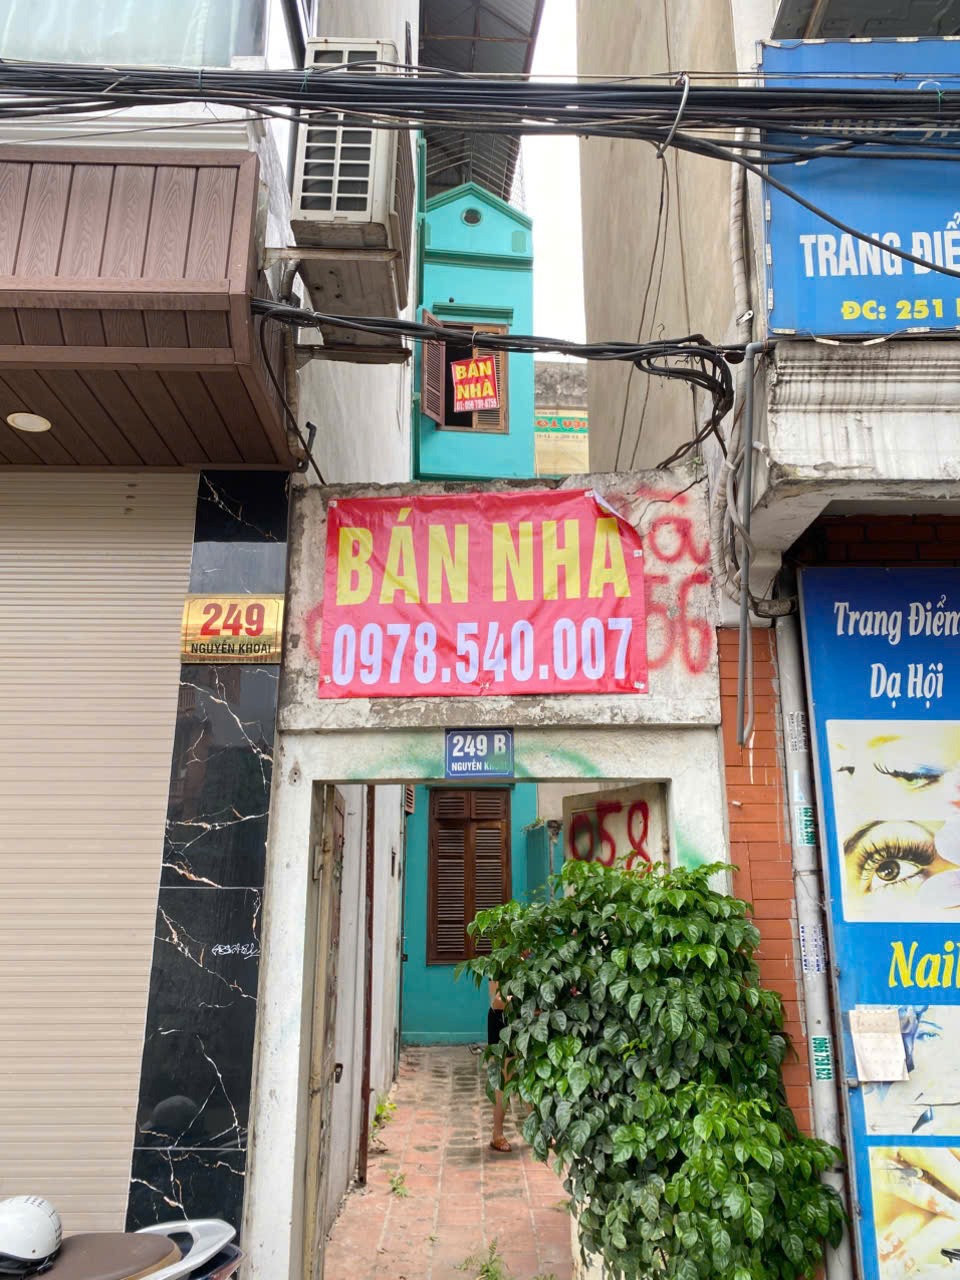 TRANG ĐIỂ
ĐC: 251
BÁN
NHÀ
BÁN NHÀ
0978.540.007
ã
249
NGUYỄN KHOÁI
249 B
NGUYỄN KHOÁI
058
Trang Điểm
Dạ Hội
Nail